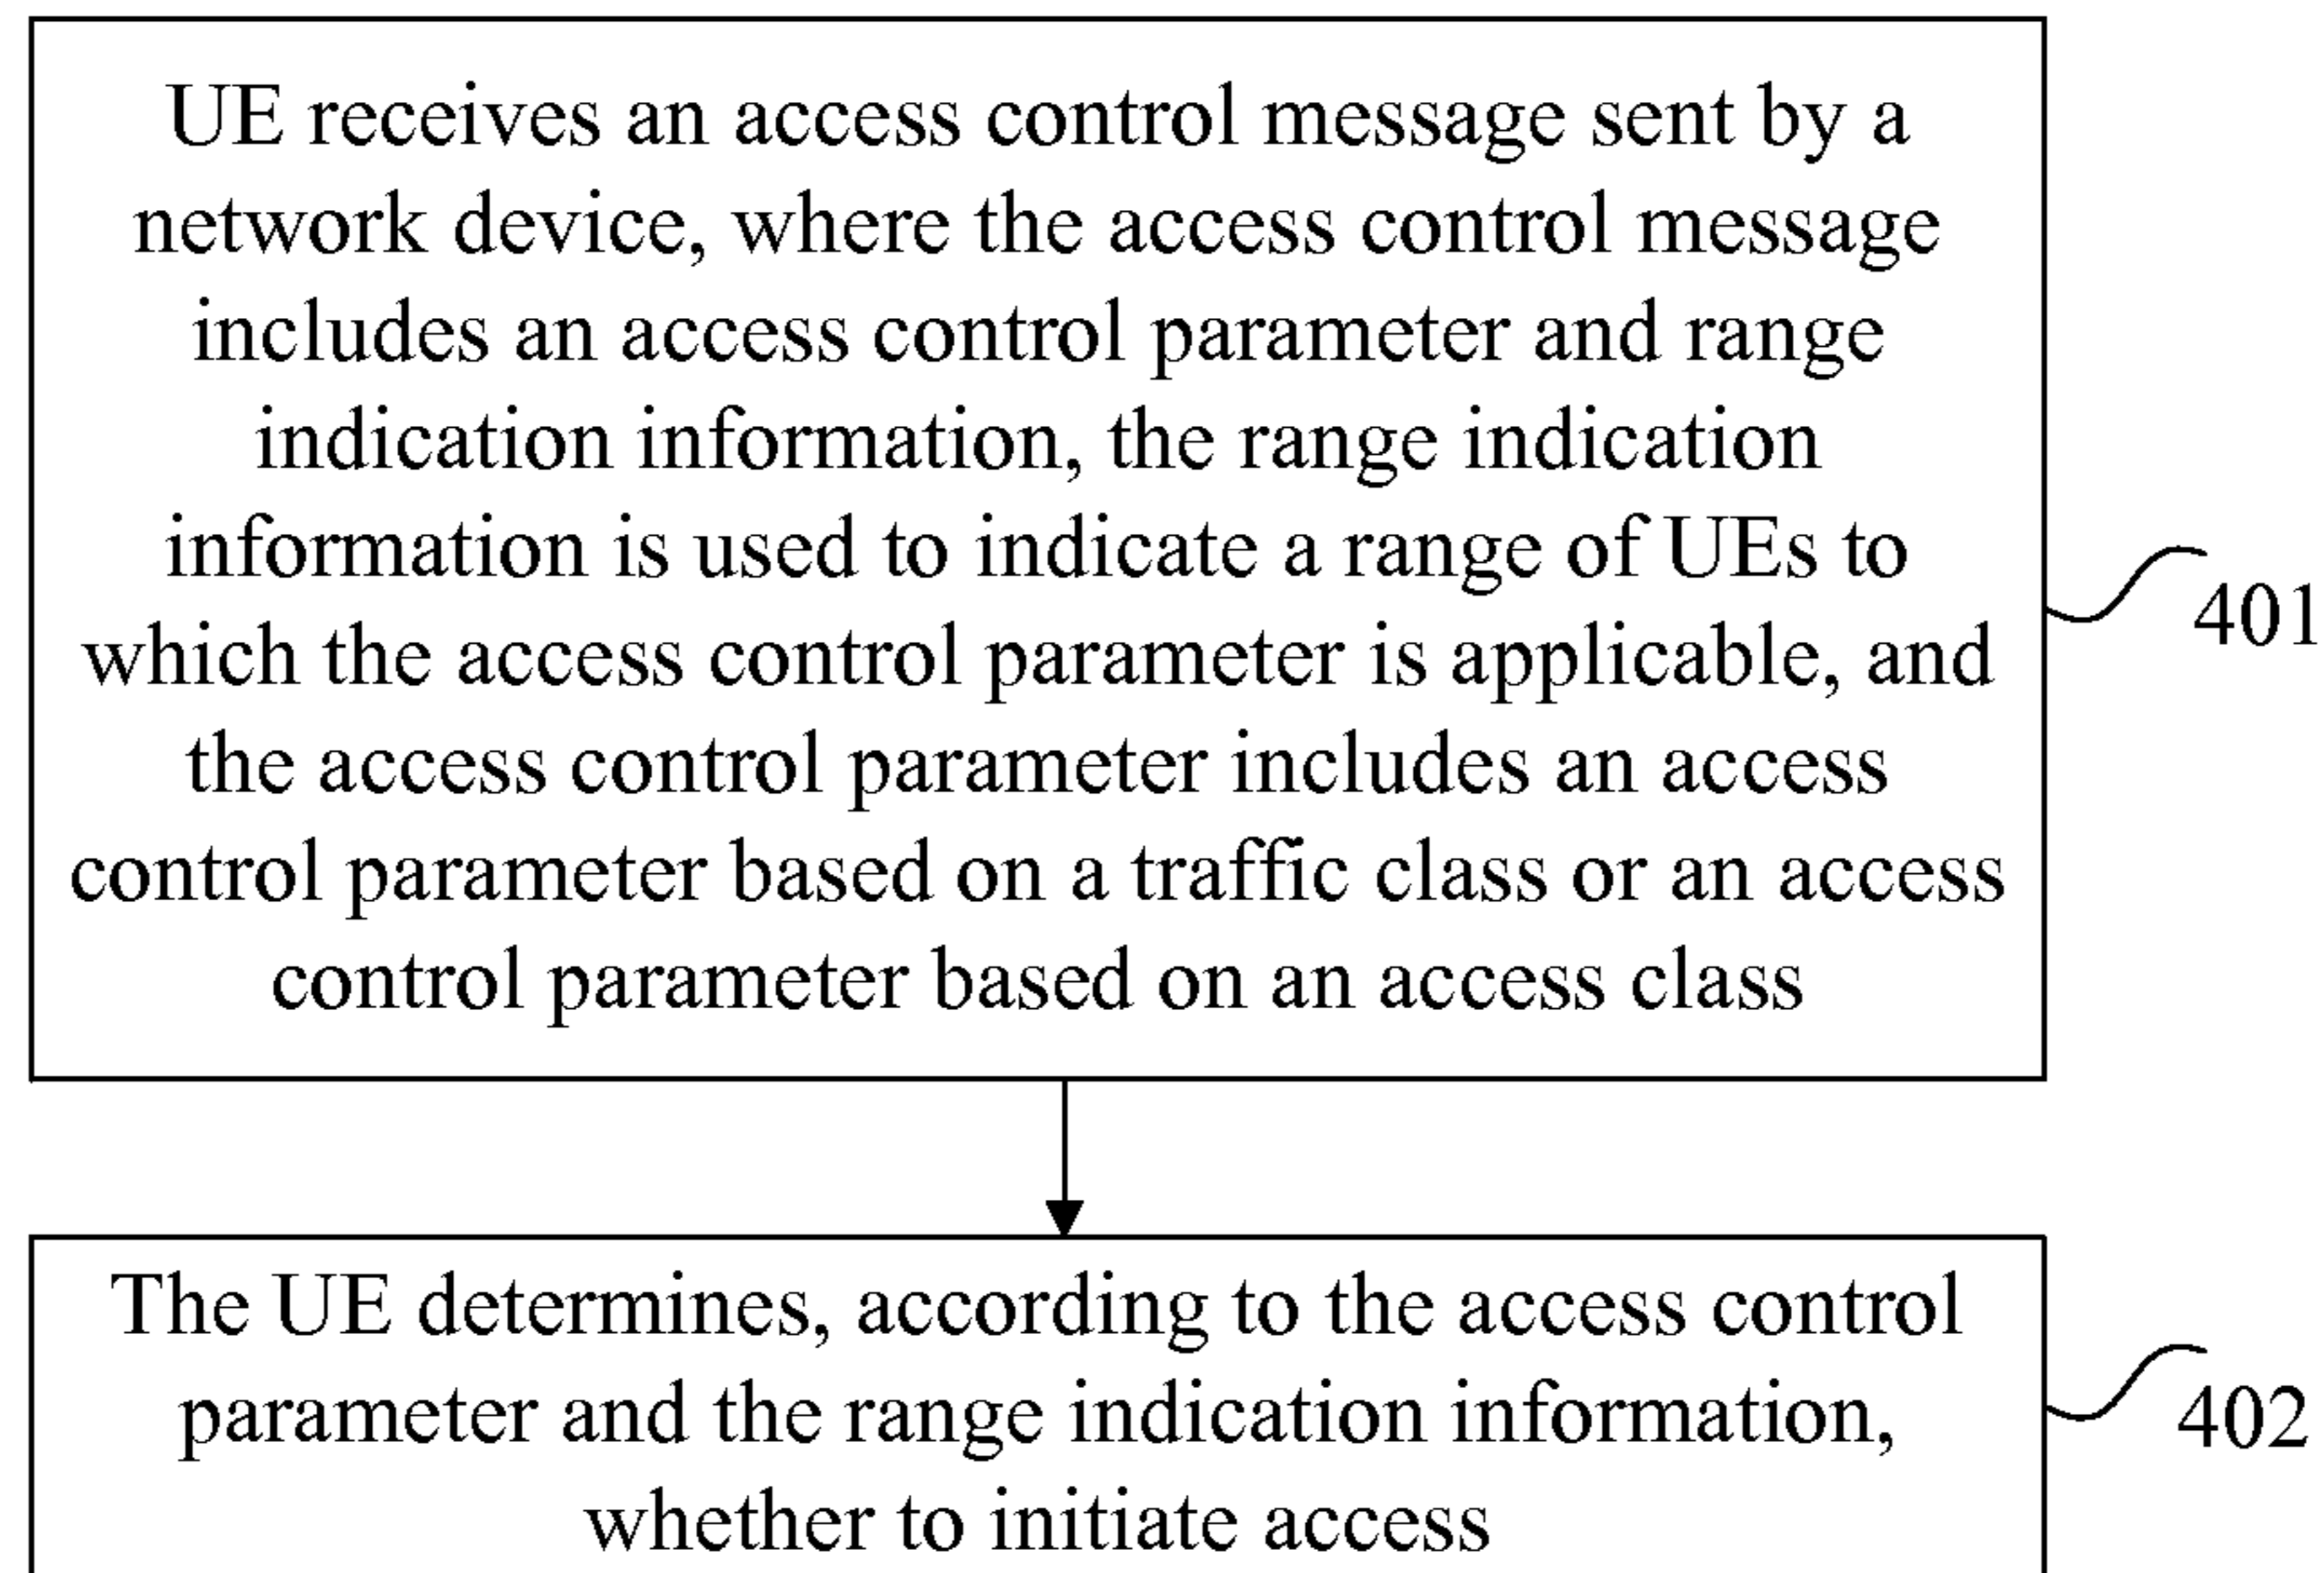 UE receives an access control message sent by a
network device, where the access control message
includes an access control parameter and range
indication information, the range indication
information is used to indicate a range of UEs to
which the access control parameter is applicable, and
the access control parameter includes an access
control parameter based on a traffic class or an access
control parameter based on an access class
401
The UE determines, according to the access control
parameter and the range indication information,
whether to initiate access
402